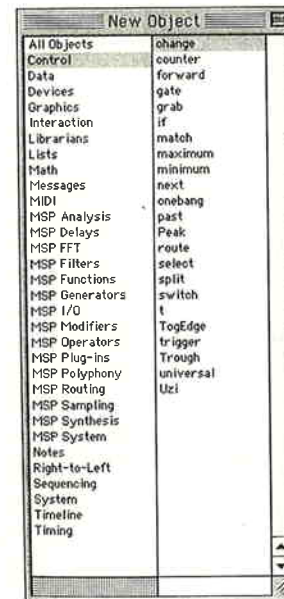 New Object
All Objects
Control
Data
Devices
Graphics
Interaction
Librarians
Lists
Math
Messages
MIDI
MSP Analysis
MSP Delays
MSP FFT
MSP Filters
MSP Functions
MSP Generators
MSP I/O
MSP Modifiers
MSP Operators
MSP Plug-ins
MSP Polyphony
MSP Routing
MSP Sampling
MSP Synthesis
MSP System
Notes
Right-to-Left
Sequencing
System
Timeline
Timing
change
counter
forward
gate
grab
if
match
maximum
minimum
next
onebang
past
Peak
route
select
split
switch
t
TogEdge
trigger
Trough
universal
Uzi